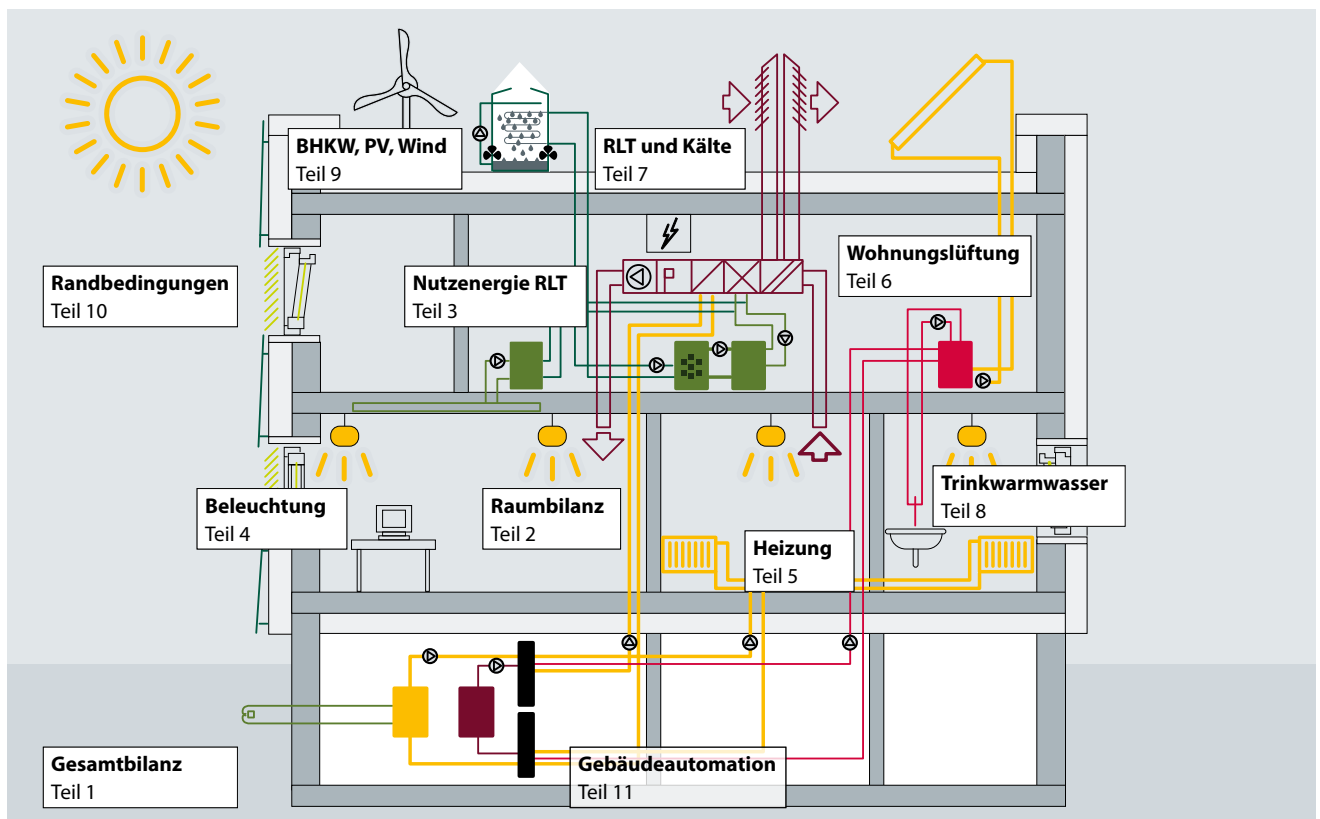 BHKW, PV, Wind
Teil 9
RLT und Kälte
Teil 7
Wohnungslüftung
Teil 6
Randbedingungen
Teil 10
Nutzenergie RLT
Teil 3
Beleuchtung
Teil 4
Raumbilanz
Teil 2
Trinkwarmwasser
Teil 8
Heizung
Teil 5
Gesamtbilanz
Teil 1
Gebäudeautomation
Teil 11